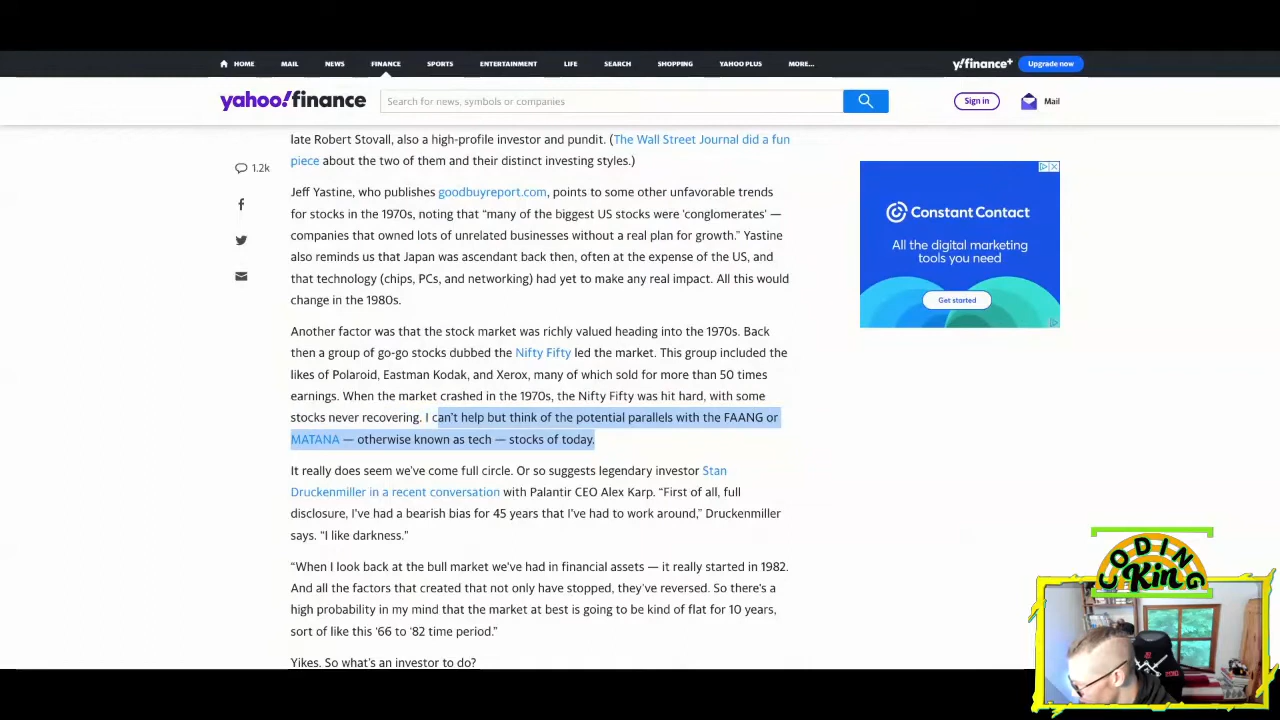 HOME MAIL NEWS FINANCE SPORTS ENTERTAINMENT LIFE SEARCH SHOPPING YAHOO PLUS MORE... y!finance+ Upgrade now
yahoo!finance Search for news, symbols or companies Sign in Mail
late Robert Stovall, also a high-profile investor and pundit. (The Wall Street Journal did a fun
piece about the two of them and their distinct investing styles.)
1.2k
Jeff Yastine, who publishes goodbuyreport.com, points to some other unfavorable trends
for stocks in the 1970s, noting that “many of the biggest US stocks were 'conglomerates' —
companies that owned lots of unrelated businesses without a real plan for growth.” Yastine
also reminds us that Japan was ascendant back then, often at the expense of the US, and
that technology (chips, PCs, and networking) had yet to make any real impact. All this would
change in the 1980s.
Another factor was that the stock market was richly valued heading into the 1970s. Back
then a group of go-go stocks dubbed the Nifty Fifty led the market. This group included the
likes of Polaroid, Eastman Kodak, and Xerox, many of which sold for more than 50 times
earnings. When the market crashed in the 1970s, the Nifty Fifty was hit hard, with some
stocks never recovering. I can’t help but think of the potential parallels with the FAANG or
MATANA — otherwise known as tech — stocks of today.
It really does seem we’ve come full circle. Or so suggests legendary investor Stan
Druckenmiller in a recent conversation with Palantir CEO Alex Karp. “First of all, full
disclosure, I’ve had a bearish bias for 45 years that I’ve had to work around,” Druckenmiller
says. “I like darkness.”
“When I look back at the bull market we’ve had in financial assets — it really started in 1982.
And all the factors that created that not only have stopped, they’ve reversed. So there’s a
high probability in my mind that the market at best is going to be kind of flat for 10 years,
sort of like this ’66 to ’82 time period.”
Yikes. So what’s an investor to do?
Constant Contact
All the digital marketing
tools you need
Get started
CODING
King